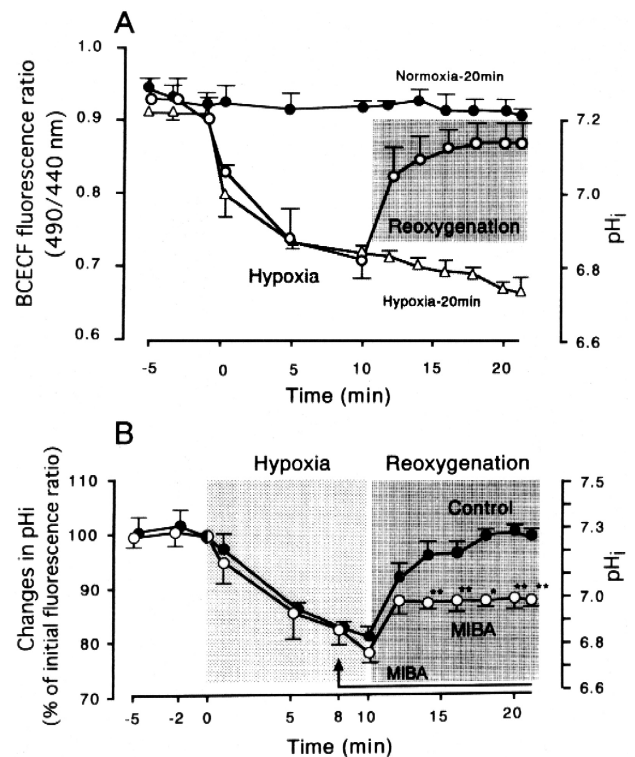 A
BCECF fluorescence ratio
(490/440 nm)
1.0
0.9
0.8
0.7
0.6
Normoxia-20min
Reoxygenation
Hypoxia
Hypoxia-20min
7.2
7.0
6.8
6.6
pHi
-5
0
5
10
15
20
Time (min)
B
Hypoxia
Reoxygenation
Changes in pHi
(% of initial fluorescence ratio)
110
100
90
80
70
Control
** ** * ** **
MIBA
MIBA
7.5
7.3
7.0
6.8
6.6
pHi
-5
-2
0
5
8
10
15
20
Time (min)